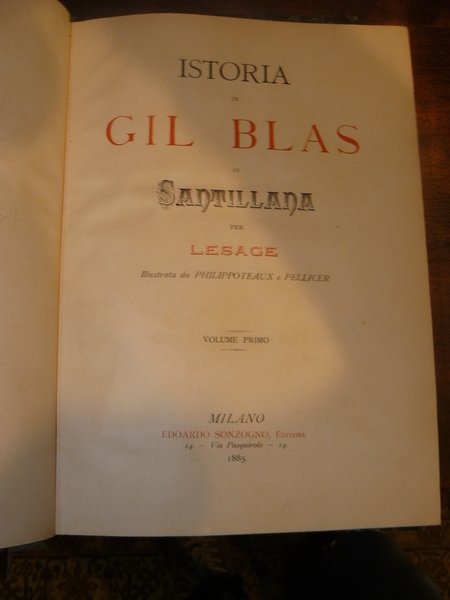 ISTORIA
DI
GIL BLAS
DI
SANTILLANA
PER
LESAGE
Illustrata da PHILIPPOTEAUX e PELLICER
VOLUME PRIMO
MILANO
EDOARDO SONZOGNO, EDITORE
14. — Via Pasquirolo — 14.
1885.